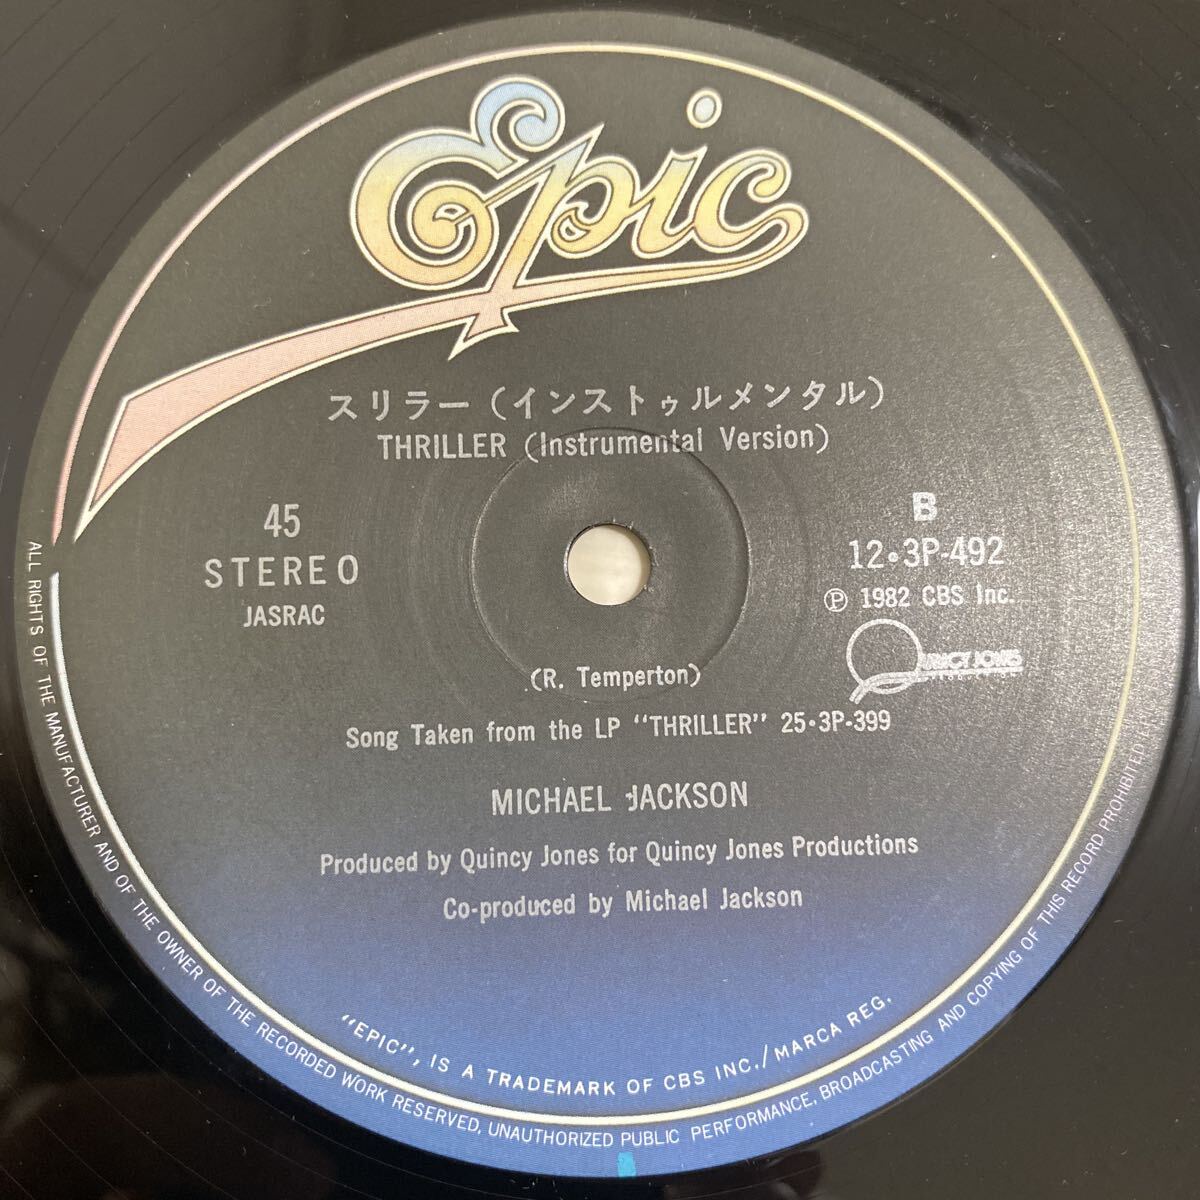 Epic
スリラー(インストゥルメンタル)
THRILLER (Instrumental Version)
45
STEREO
JASRAC
B
12・3P-492
Ⓟ 1982 CBS Inc.
QUINCY JONES
PRODUCTION
(R. Temperton)
Song Taken from the LP "THRILLER" 25・3P-399
MICHAEL JACKSON
Produced by Quincy Jones for Quincy Jones Productions
Co-produced by Michael Jackson
"EPIC", IS A TRADEMARK OF CBS INC./MARCA REG.
ALL RIGHTS OF THE MANUFACTURER AND OF THE OWNER OF THE RECORDED WORK RESERVED, UNAUTHORIZED PUBLIC PERFORMANCE, BROADCASTING AND COPYING OF THIS RECORD PROHIBITED